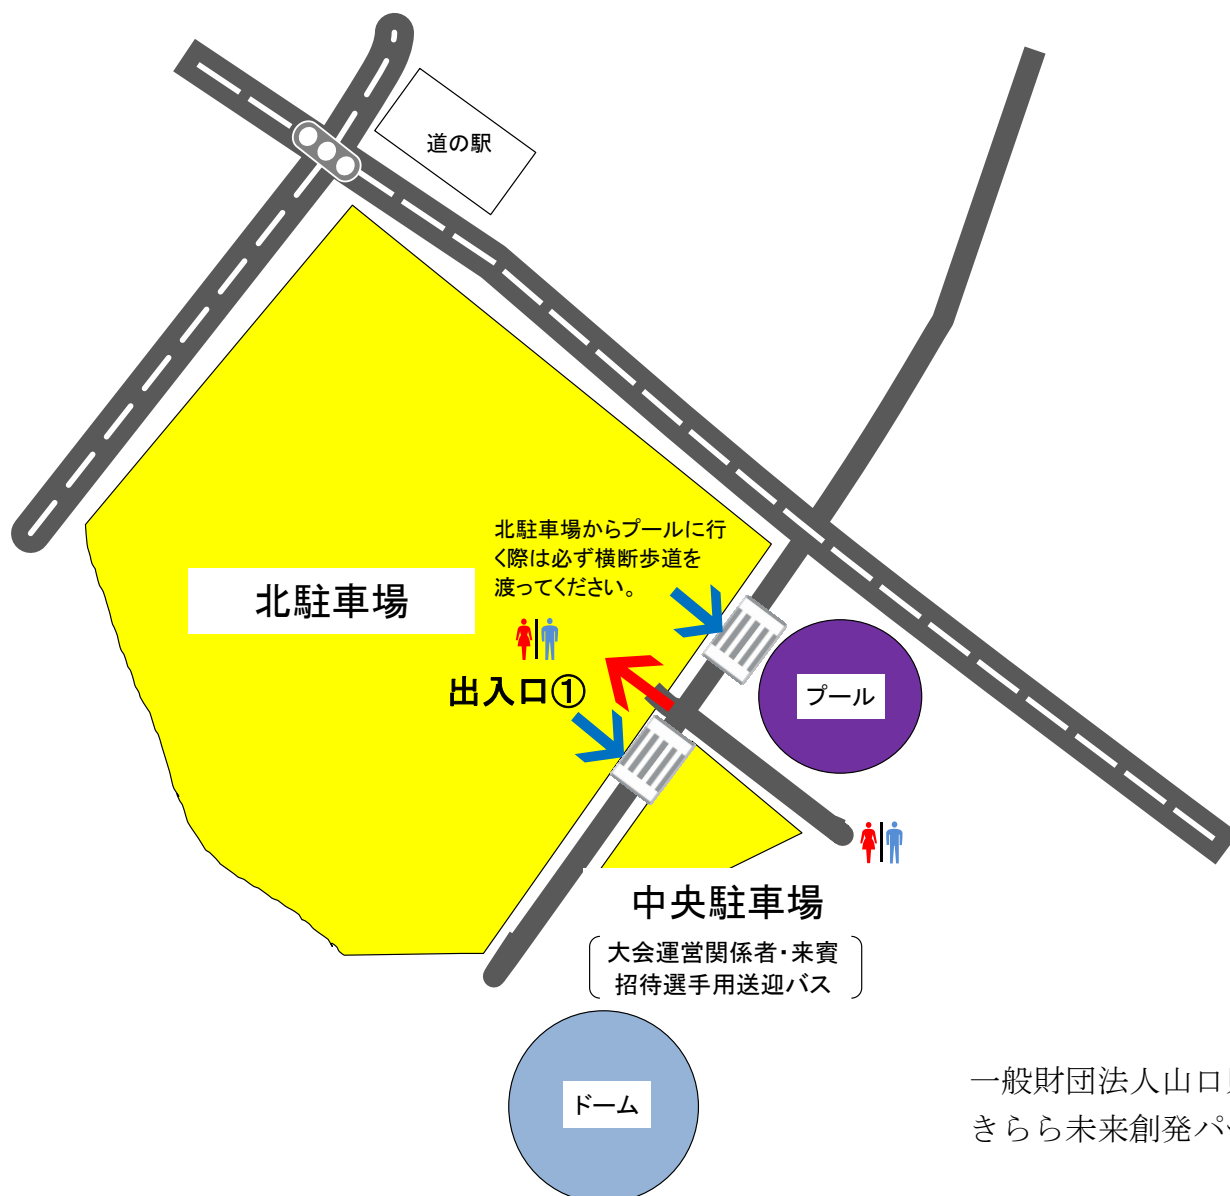 道の駅
北駐車場からプールに行
く際は必ず横断歩道を
渡ってください。
北駐車場
出入口①
プール
中央駐車場
大会運営関係者・来賓
招待選手用送迎バス
ドーム
一般財団法人山口
きらら未来創発パ